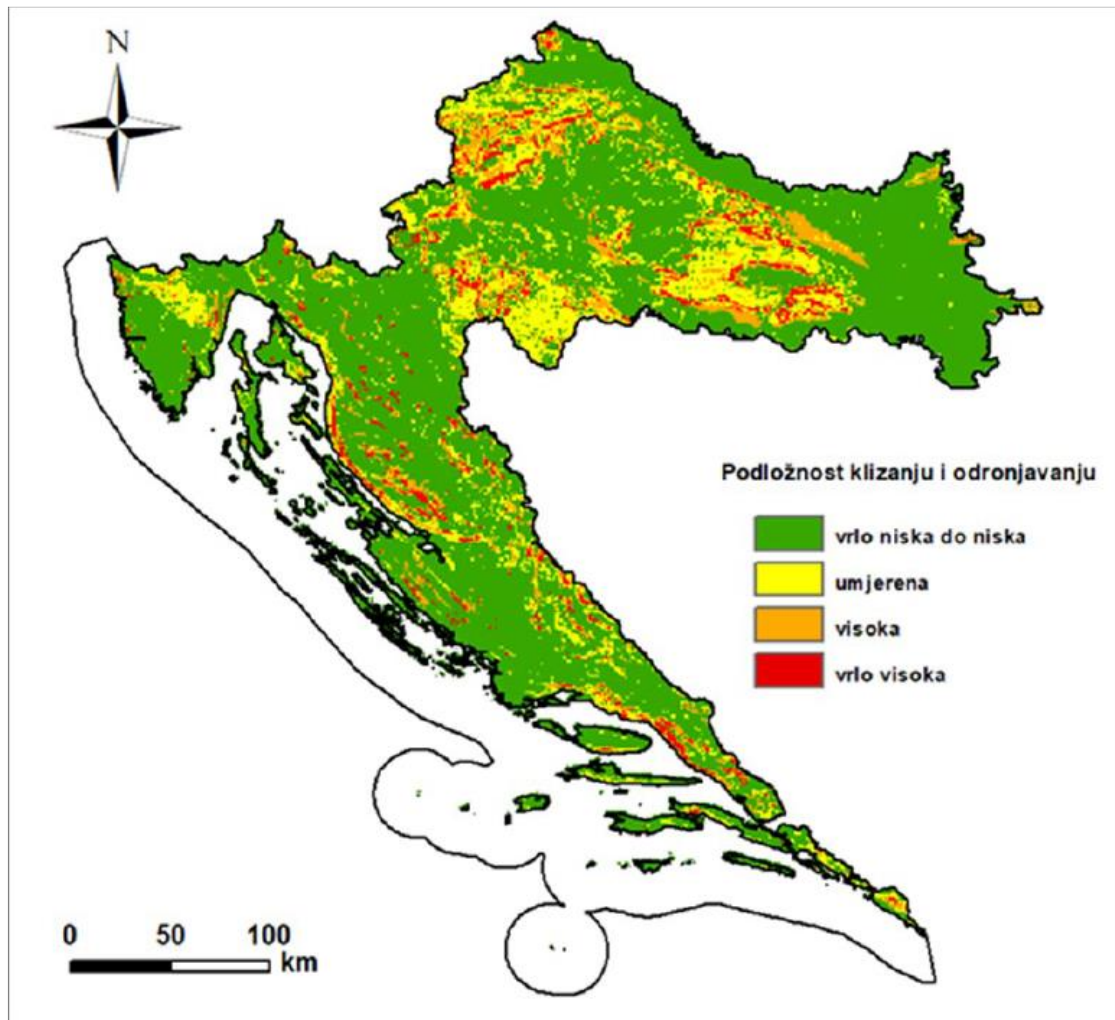 N
Podložnost klizanju i odronjavanju
vrlo niska do niska
umjerena
visoka
vrlo visoka
0 50 100
km